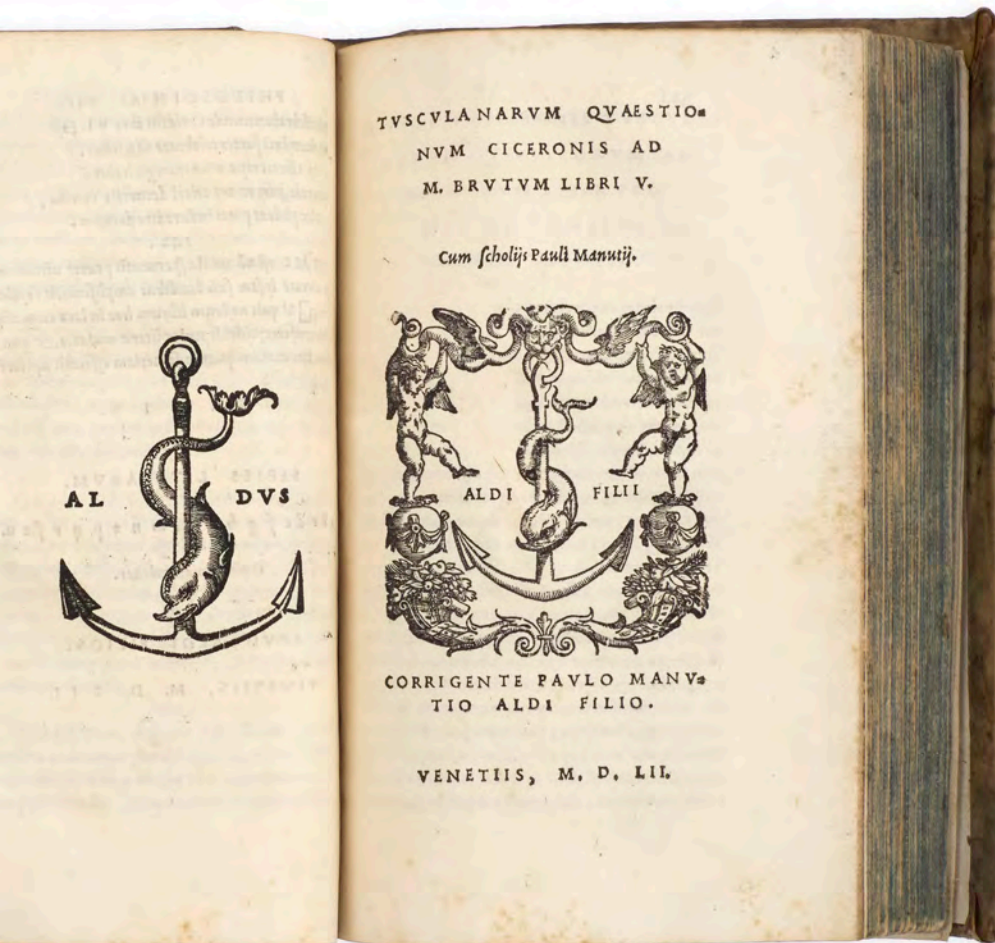 AL DVS
TVSCVLANARVM QVAESTIO=
NVM CICERONIS AD
M. BRVTVM LIBRI V.
Cum ſcholijs Pauli Manutij.
ALDI FILII
CORRIGENTE PAVLO MANV=
TIO ALDI FILIO.
VENETIIS, M. D. LII.